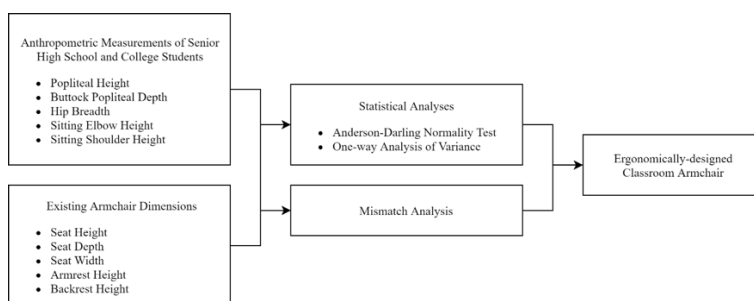 Anthropometric Measurements of Senior
High School and College Students
Popliteal Height
Buttock Popliteal Depth
Hip Breadth
Sitting Elbow Height
Sitting Shoulder Height
Existing Armchair Dimensions
Seat Height
Seat Depth
Seat Width
Armrest Height
Backrest Height
Statistical Analyses
Anderson-Darling Normality Test
One-way Analysis of Variance
Mismatch Analysis
Ergonomically-designed
Classroom Armchair